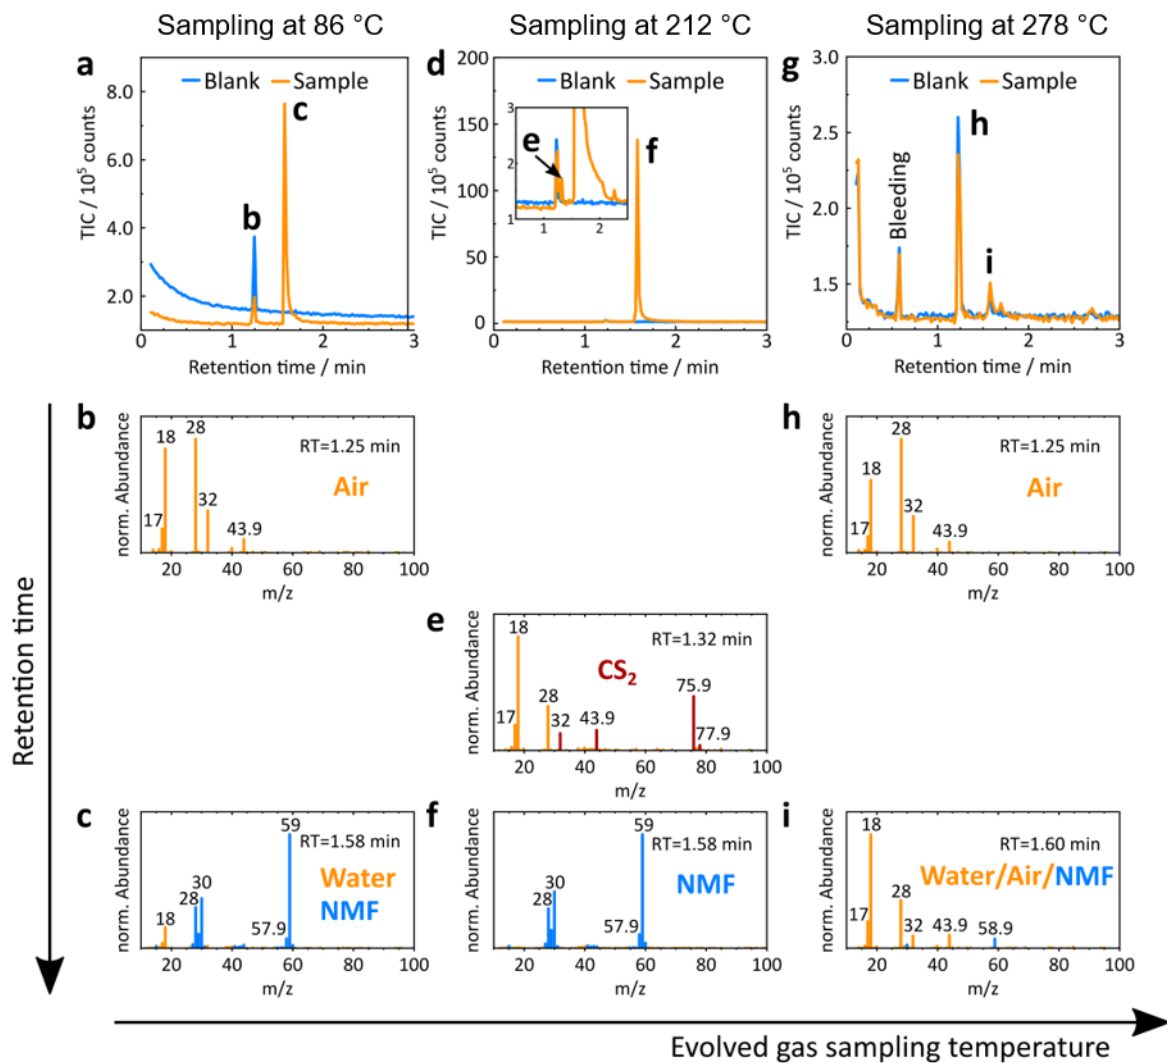 Sampling at 86 °C
Sampling at 212 °C
Sampling at 278 °C
a
Blank
Sample
c
b
8.0
6.0
4.0
2.0
TIC / 10⁵ counts
0
1
2
3
Retention time / min
d
Blank
Sample
200
150
100
50
0
TIC / 10⁵ counts
3
2
1
e
1
2
f
0
1
2
3
Retention time / min
g
Blank
Sample
3.0
2.5
2.0
1.5
TIC / 10⁵ counts
Bleeding
h
i
0
1
2
3
Retention time / min
Retention time
b
norm. Abundance
17
18
28
32
43.9
RT=1.25 min
Air
20
40
60
80
100
m/z
h
norm. Abundance
17
18
28
32
43.9
RT=1.25 min
Air
20
40
60
80
100
m/z
e
norm. Abundance
17
18
28
32
43.9
75.9
77.9
RT=1.32 min
CS₂
20
40
60
80
100
m/z
c
norm. Abundance
18
28
30
57.9
59
RT=1.58 min
Water
NMF
20
40
60
80
100
m/z
f
norm. Abundance
28
30
57.9
59
RT=1.58 min
NMF
20
40
60
80
100
m/z
i
norm. Abundance
17
18
28
32
43.9
58.9
RT=1.60 min
Water/Air/NMF
20
40
60
80
100
m/z
Evolved gas sampling temperature